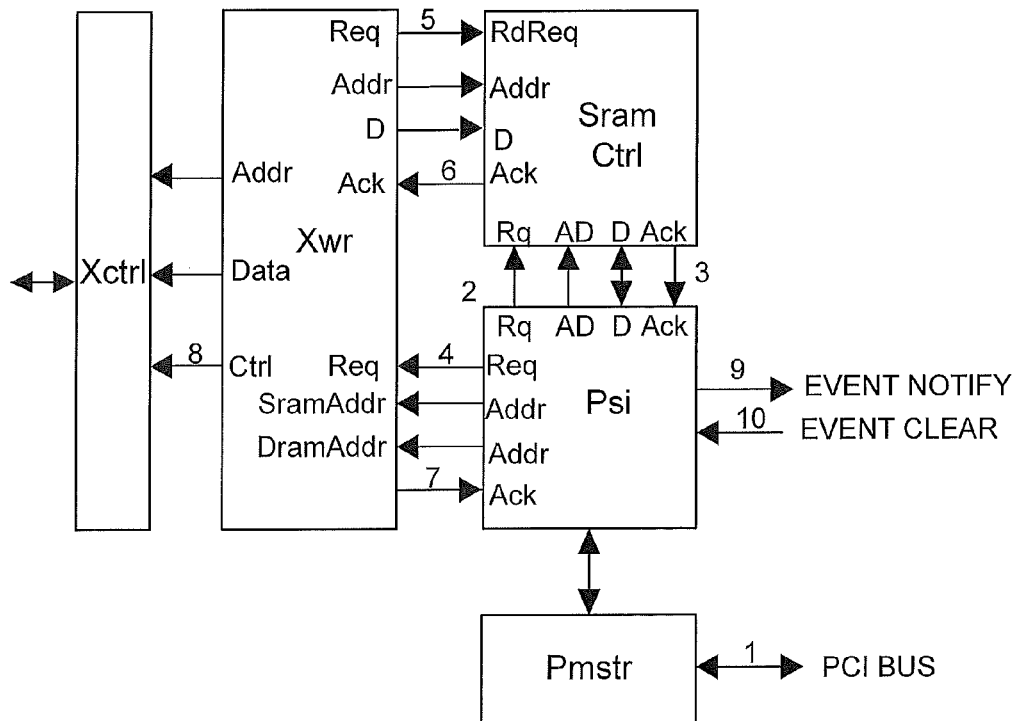 Req 5 RdReq
Addr Addr
D D
Sram
Ctrl
Addr Ack 6 Ack
Xwr
Rq AD D Ack
Xctrl Data 2 3
Rq AD D Ack
8 Ctrl Req 4 Req
Psi
9 EVENT NOTIFY
SramAddr Addr
10 EVENT CLEAR
DramAddr Addr
7 Ack
Pmstr 1 PCI BUS